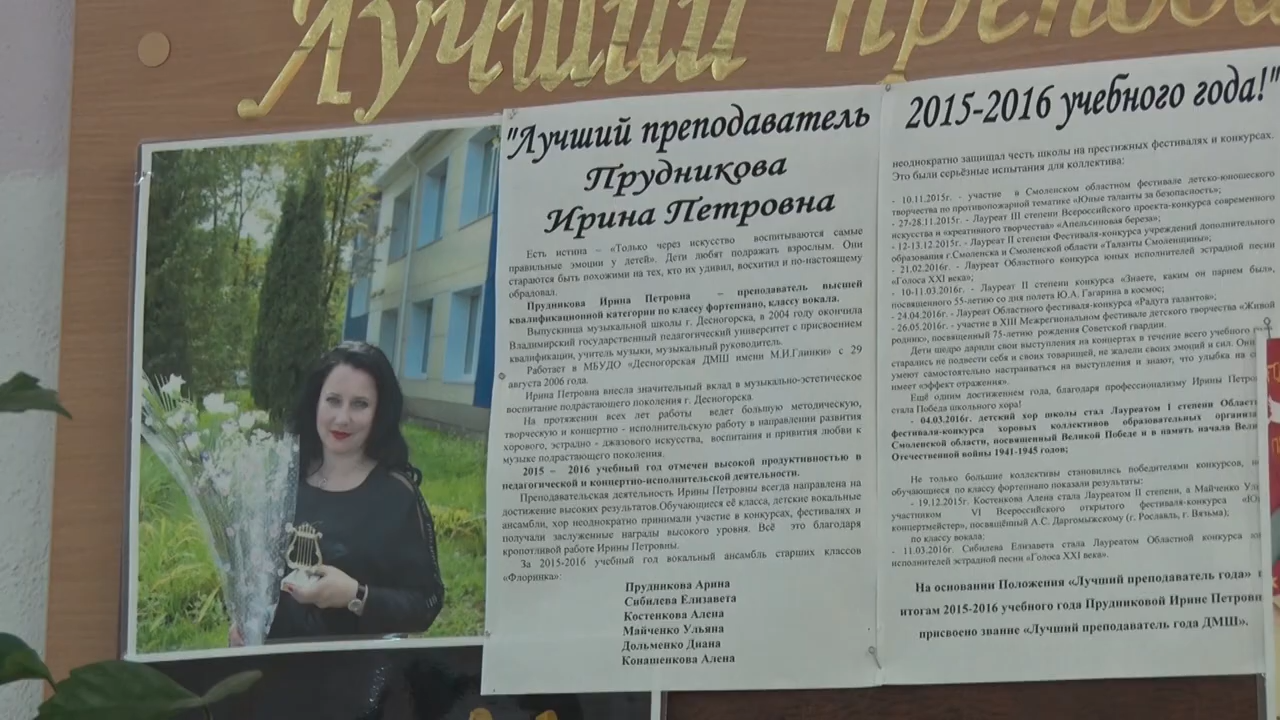 Лучший препода
"Лучший преподаватель
Прудникова
Ирина Петровна
Есть истина – «Только через искусство воспитываются самые
правильные эмоции у детей». Дети любят подражать взрослым. Они
стараются быть похожими на тех, кто их удивил, восхитил и по-настоящему
обрадовал.
Прудникова Ирина Петровна – преподаватель высшей
квалификационной категории по классу фортепиано, классу вокала.
Выпускница музыкальной школы г. Десногорска, в 2004 году окончила
Владимирский государственный педагогический университет с присвоением
квалификации, учитель музыки, музыкальный руководитель.
Работает в МБУДО «Десногорская ДМШ имени М.И.Глинки» с 29
августа 2006 года.
Ирина Петровна внесла значительный вклад в музыкально-эстетическое
воспитание подрастающего поколения г. Десногорска.
На протяжении всех лет работы ведет большую методическую,
творческую и концертно - исполнительскую работу в направлении развития
хорового, эстрадно - джазового искусства, воспитания и привития любви к
музыке подрастающего поколения.
2015 – 2016 учебный год отмечен высокой продуктивностью в
педагогической и концертно-исполнительской деятельности.
Преподавательская деятельность Ирины Петровны всегда направлена на
достижение высоких результатов.Обучающиеся её класса, детские вокальные
ансамбли, хор неоднократно принимали участие в конкурсах, фестивалях и
получали заслуженные награды высокого уровня. Всё это благодаря
кропотливой работе Ирины Петровны.
За 2015-2016 учебный год вокальный ансамбль старших классов
«Флоринка»:
Прудникова Арина
Сибилева Елизавета
Костенкова Алена
Майченко Ульяна
Дольменко Диана
Конашенкова Алена
2015-2016 учебного года!"
неоднократно защищал честь школы на престижных фестивалях и конкурсах.
Это были серьёзные испытания для коллектива:
- 10.11.2015г. - участие в Смоленском областном фестивале детско-юношеского
творчества по противопожарной тематике «Юные таланты за безопасность»;
- 27-28.11.2015г. - Лауреат III степени Всероссийского проекта-конкурса современного
искусства и «креативного творчества» «Апельсиновая береза»;
- 12-13.12.2015г. - Лауреат II степени Фестиваля-конкурса учреждений дополнительного
образования г.Смоленска и Смоленской области «Таланты Смоленщины»;
- 21.02.2016г. - Лауреат Областного конкурса юных исполнителей эстрадной песни
«Голоса XXI века»;
- 10-11.03.2016г. - Лауреат II степени конкурса «Знаете, каким он парнем был»,
посвященного 55-летию со дня полета Ю.А. Гагарина в космос;
- 24.04.2016г. - Лауреат Областного фестиваля-конкурса «Радуга талантов»;
- 26.05.2016г. - участие в XIII Межрегиональном фестивале детского творчества «Живой
родник», посвященный 75-летию рождения Советской гвардии.
Дети щедро дарили свои выступления на концертах в течение всего учебного
старались не подвести себя и своих товарищей, не жалели своих эмоций и сил. Они
умеют самостоятельно настраиваться на выступления и знают, что улыбка на
имеет «эффект отражения».
Ещё одним достижением года, благодаря профессионализму Ирины Петро
стала Победа школьного хора!
- 04.03.2016г. детский хор школы стал Лауреатом I степени Област
фестиваля-конкурса хоровых коллективов образовательных организа
Смоленской области, посвященный Великой Победе и в память начала Вели
Отечественной войны 1941-1945 годов;
Не только большие коллективы становились победителями конкурсов,
обучающиеся по классу фортепиано показали результаты:
- 19.12.2015г. Костенкова Алена стала Лауреатом II степени, а Майченко Ул
участником VI Всероссийского открытого фестиваля-конкурса «Ю
концертмейстер», посвящённый А.С. Даргомыжскому (г. Рославль, г. Вязьма);
по классу вокала:
- 11.03.2016г. Сибилева Елизавета стала Лауреатом Областной конкурса
исполнителей эстрадной песни «Голоса XXI века».
На основании Положения «Лучший преподаватель года»
итогам 2015-2016 учебного года Прудниковой Ирине Петровн
присвоено звание «Лучший преподаватель года ДМШ».